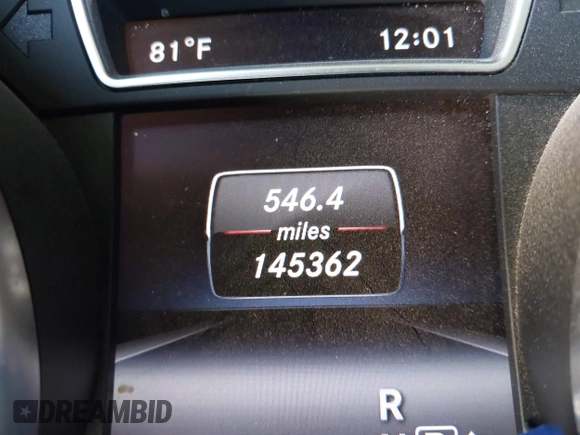 81°F 12:01
546.4
miles
145362
R
DREAMBID